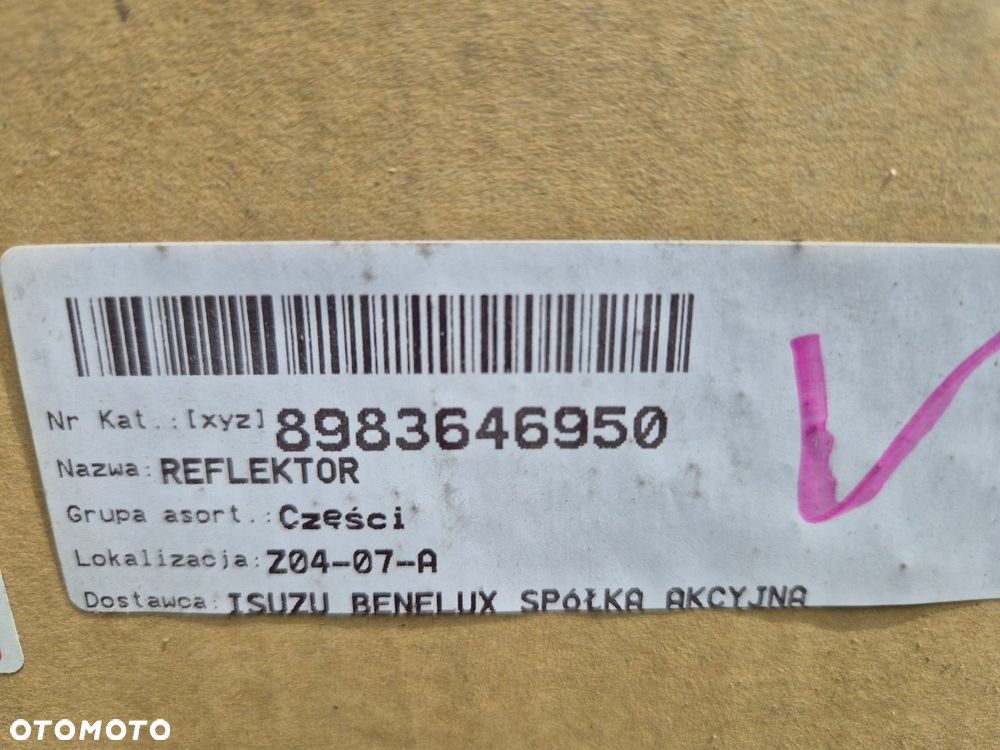 Nr Kat.:[xyz] 8983646950
Nazwa: REFLEKTOR
Grupa asort.: Części
Lokalizacja: Z04-07-A
Dostawca: ISUZU BENELUX SPÓŁKA AKCYJNA
OTOMOTO